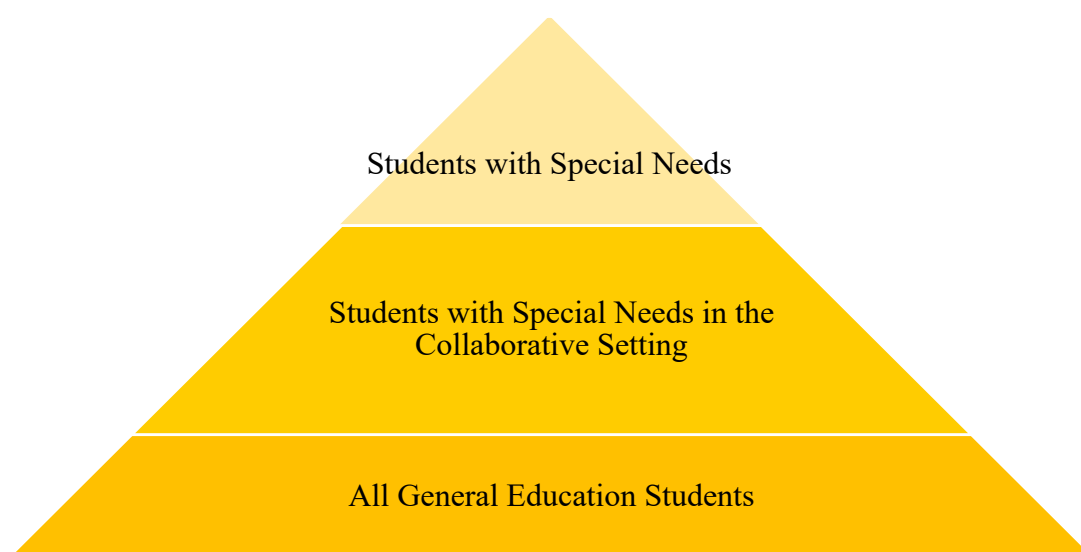 Students with Special Needs
Students with Special Needs in the
Collaborative Setting
All General Education Students